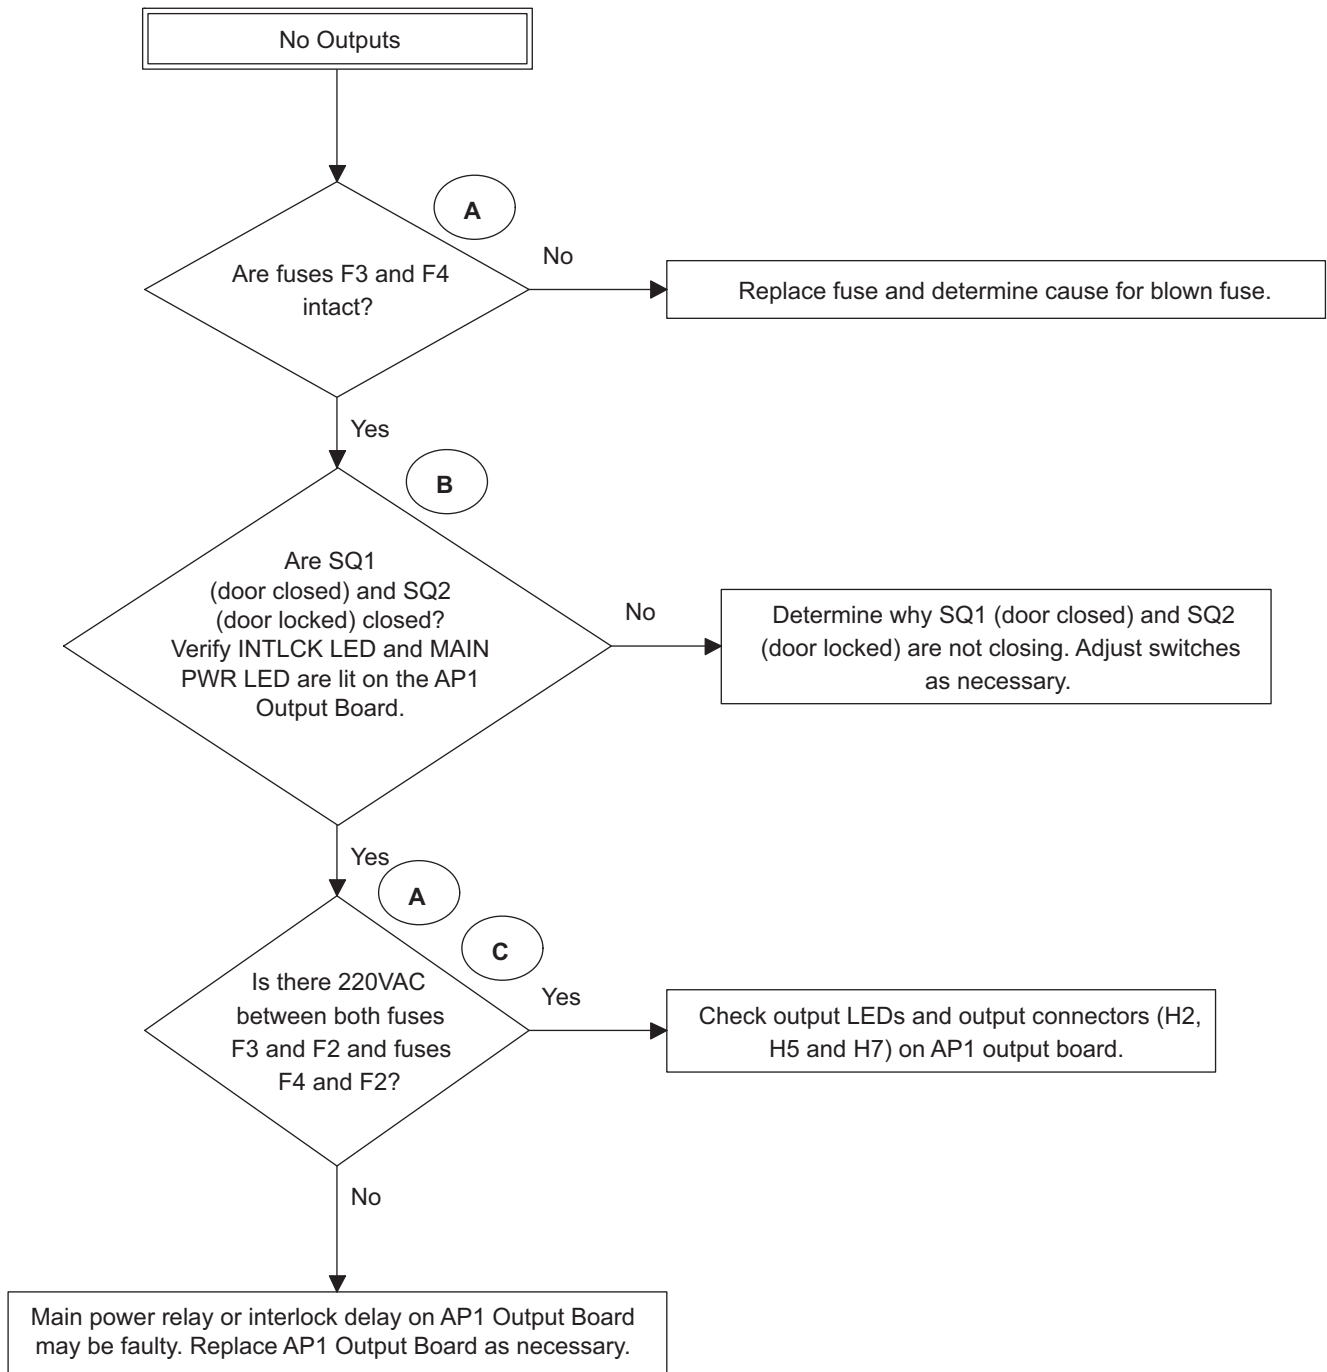 No Outputs
A
Are fuses F3 and F4
intact?
No
Replace fuse and determine cause for blown fuse.
Yes
B
Are SQ1
(door closed) and SQ2
(door locked) closed?
Verify INTLCK LED and MAIN
PWR LED are lit on the AP1
Output Board.
No
Determine why SQ1 (door closed) and SQ2
(door locked) are not closing. Adjust switches
as necessary.
Yes
A
C
Is there 220VAC
between both fuses
F3 and F2 and fuses
F4 and F2?
Yes
Check output LEDs and output connectors (H2,
H5 and H7) on AP1 output board.
No
Main power relay or interlock delay on AP1 Output Board
may be faulty. Replace AP1 Output Board as necessary.